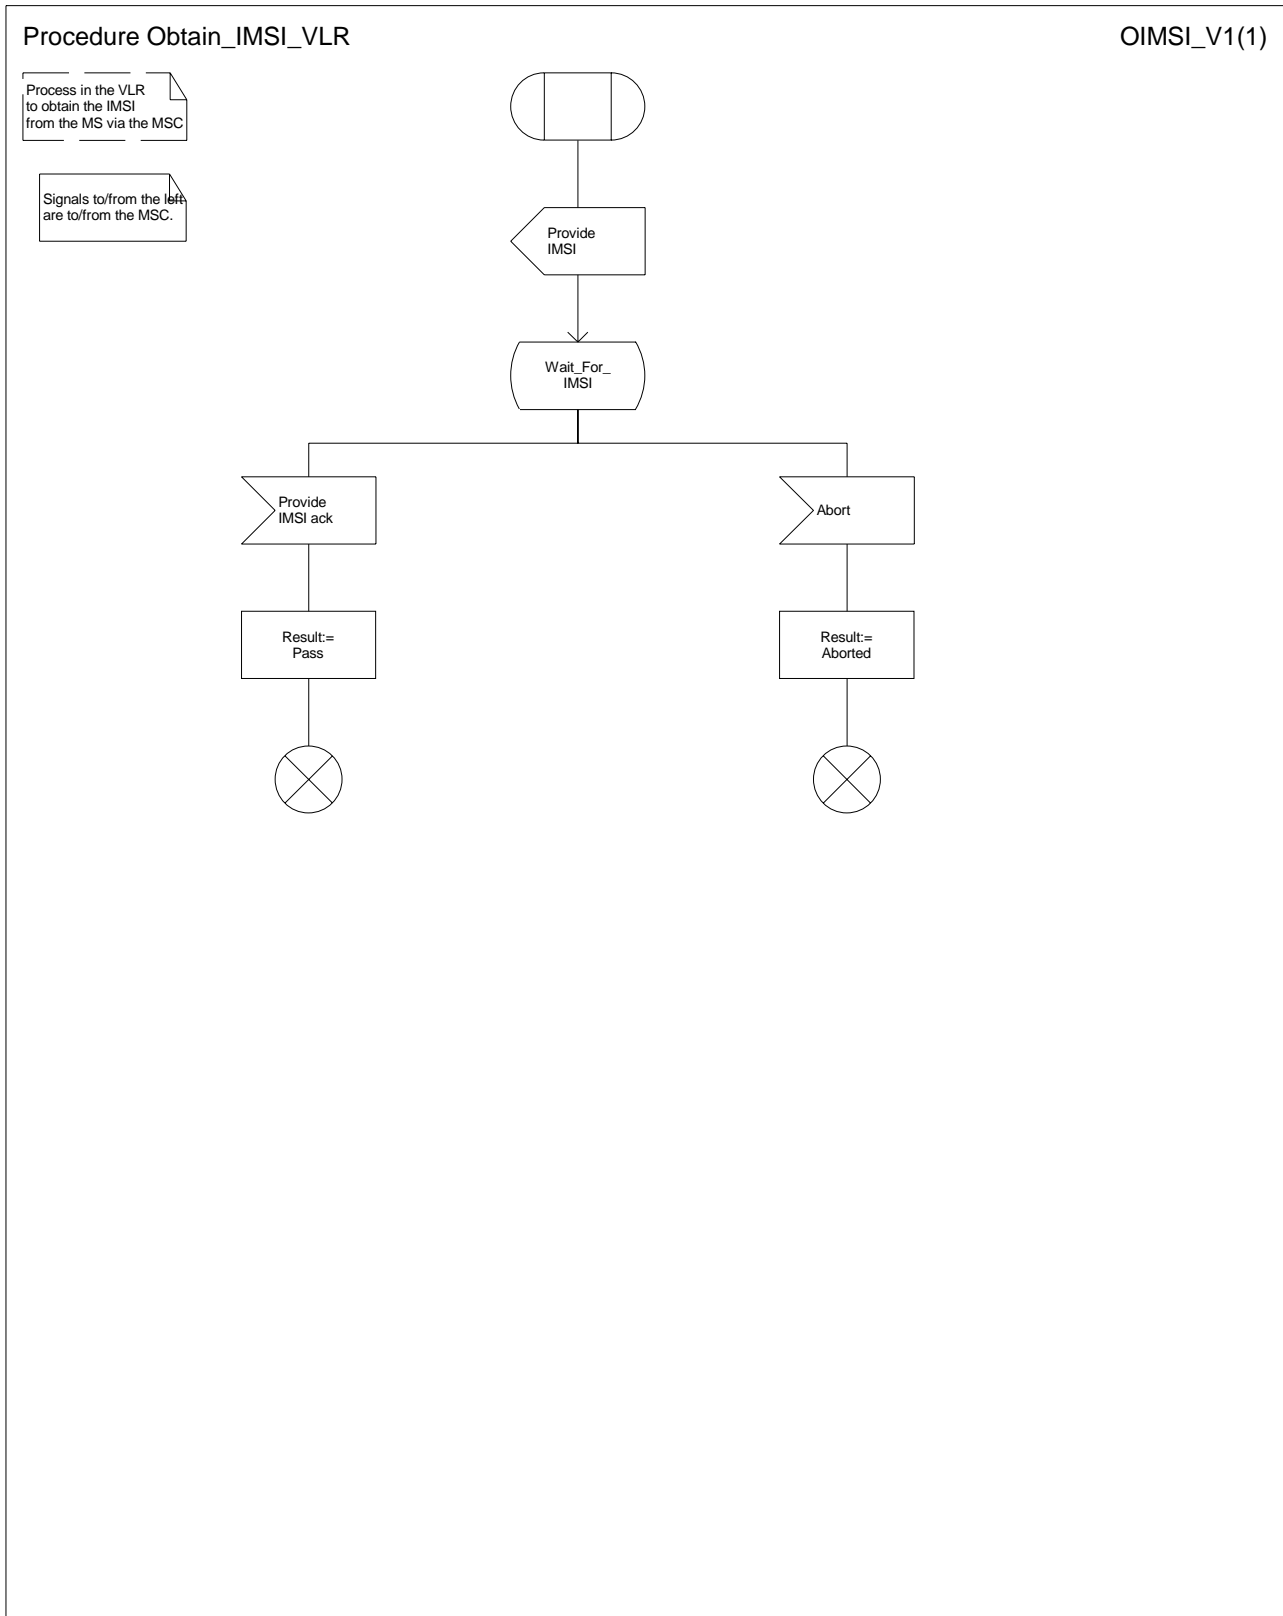 Procedure Obtain_IMSI_VLR
OIMSI_V1(1)
Process in the VLR
to obtain the IMSI
from the MS via the MSC
Signals to/from the left
are to/from the MSC.
Provide
IMSI
Wait_For_
IMSI
Provide
IMSI ack
Abort
Result:=
Pass
Result:=
Aborted